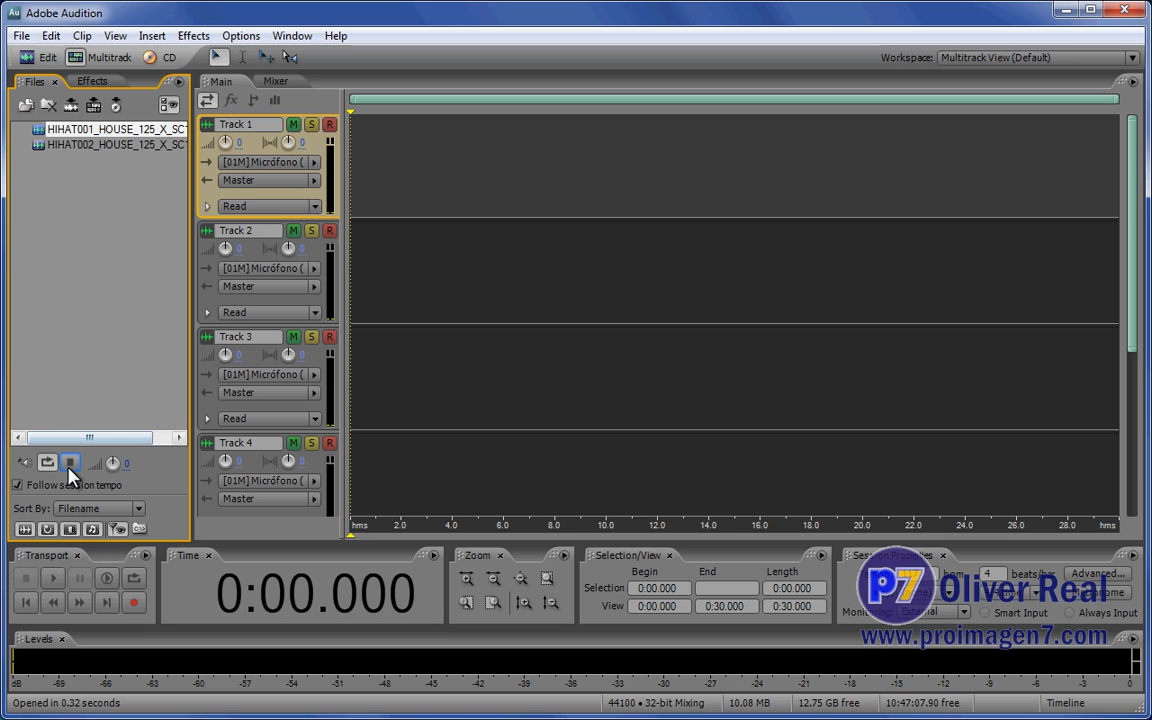 Adobe Audition
File Edit Clip View Insert Effects Options Window Help
Edit Multitrack CD Workspace: Multitrack View (Default)
Files Effects Main Mixer
HIHAT001_HOUSE_125_X_SC
HIHAT002_HOUSE_125_X_SC
Track 1 M S R
0 0
[01M] Micrófono (
Master
Read
Track 2 M S R
0 0
[01M] Micrófono (
Master
Read
Track 3 M S R
0 0
[01M] Micrófono (
Master
Read
Track 4 M S R
0 0
[01M] Micrófono (
Master
0
Follow session tempo
Sort By: Filename
hms 2.0 4.0 6.0 8.0 10.0 12.0 14.0 16.0 18.0 20.0 22.0 24.0 26.0 28.0 hms
Transport Time Zoom Selection/View Session Properties
0:00.000
Begin End Length
Selection 0:00.000 0:00.000
View 0:00.000 0:30.000 0:30.000
4 beats/bar Advanced...
Metronome
Monitoring: External Smart Input Always Input
P7 Oliver Real
www.proimagen7.com
Levels
dB -69 -66 -63 -60 -57 -54 -51 -48 -45 -42 -39 -36 -33 -30 -27 -24 -21 -18 -15 -12 -9 -6 -3 0
Opened in 0.32 seconds 44100 • 32-bit Mixing 10.08 MB 12.75 GB free 10:47:07.90 free Timeline